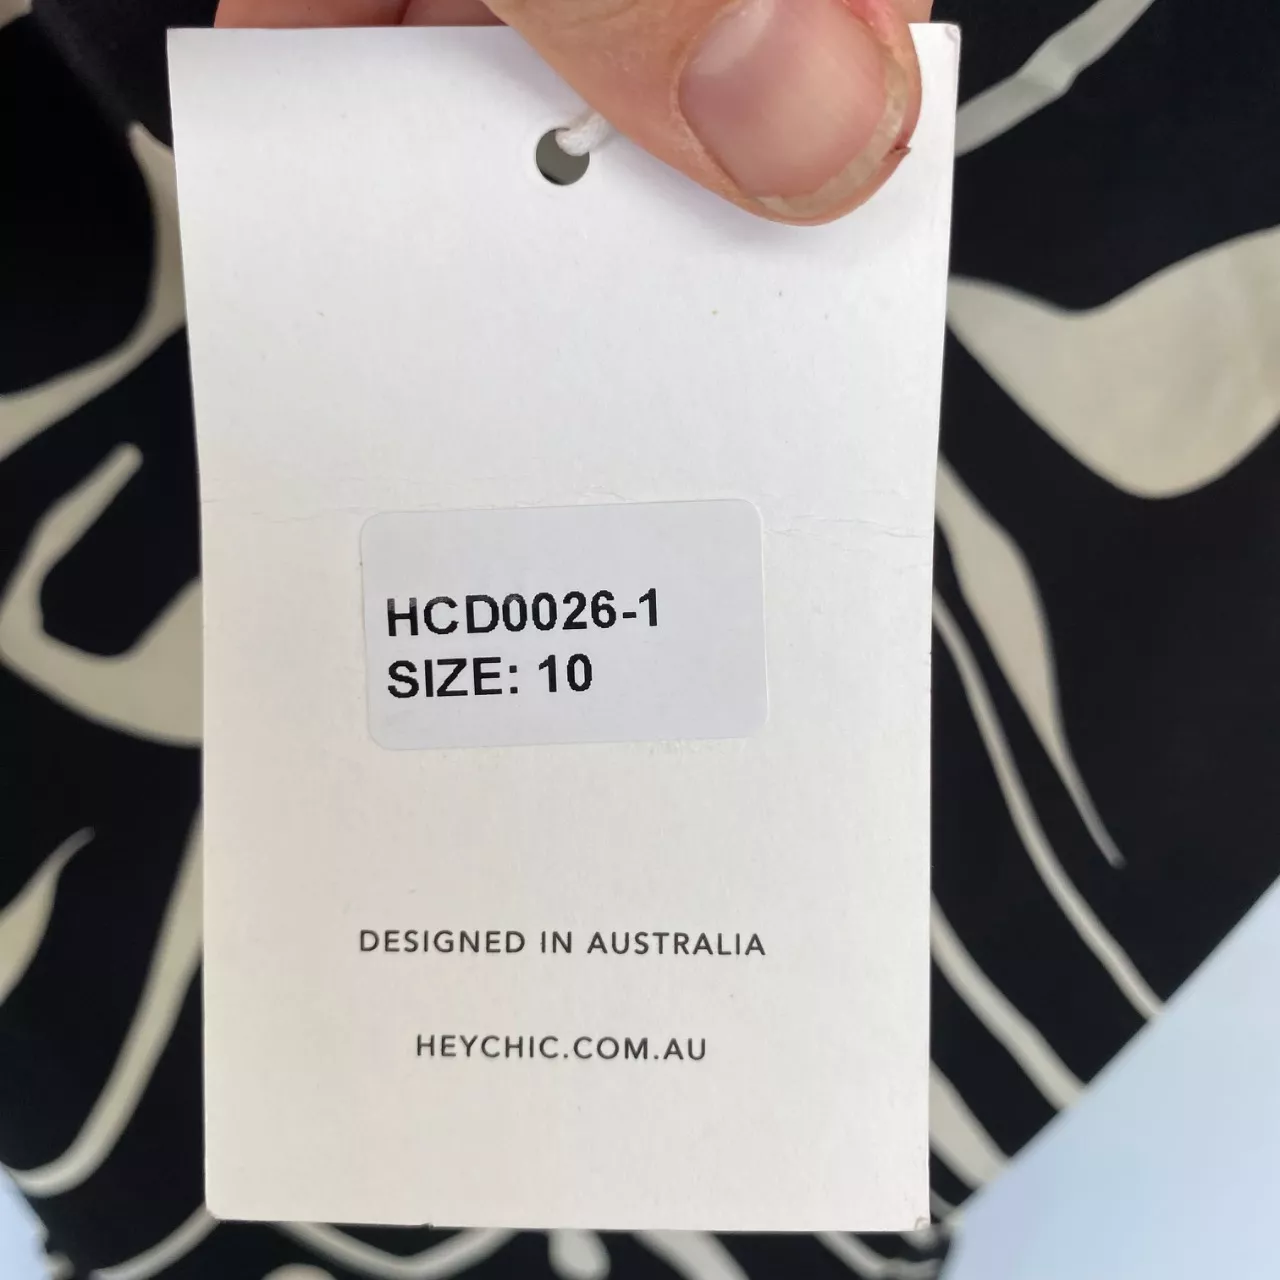 HCD0026-1
SIZE: 10
DESIGNED IN AUSTRALIA
HEYCHIC.COM.AU